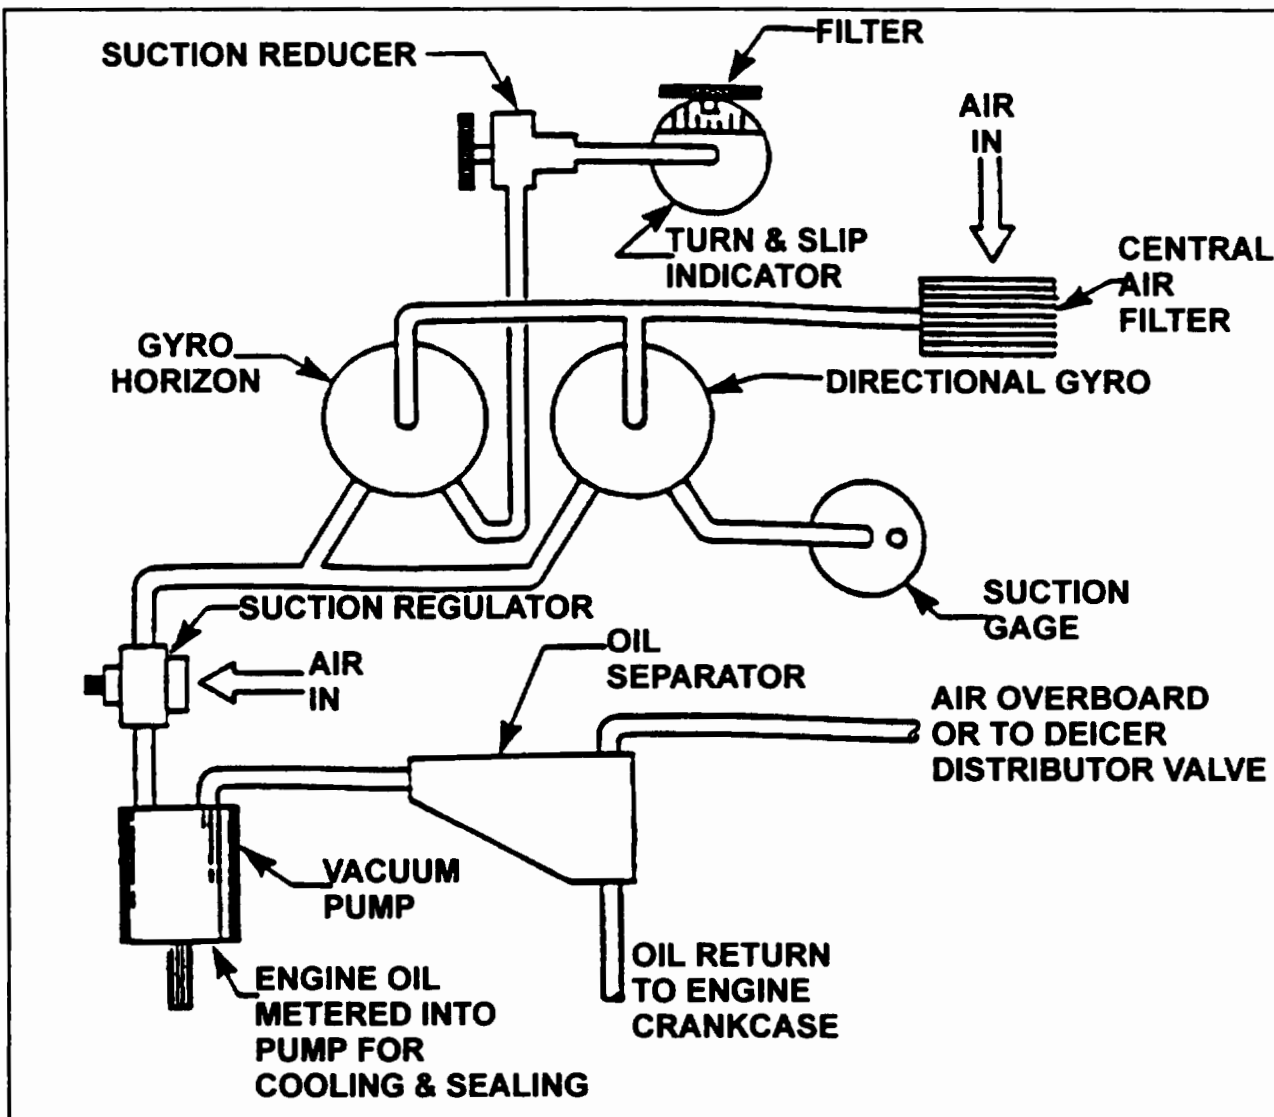 SUCTION REDUCER
FILTER
AIR
IN
TURN & SLIP
INDICATOR
CENTRAL
AIR
FILTER
GYRO
HORIZON
DIRECTIONAL GYRO
SUCTION REGULATOR
SUCTION
GAGE
AIR
IN
OIL
SEPARATOR
AIR OVERBOARD
OR TO DEICER
DISTRIBUTOR VALVE
VACUUM
PUMP
OIL RETURN
TO ENGINE
CRANKCASE
ENGINE OIL
METERED INTO
PUMP FOR
COOLING & SEALING